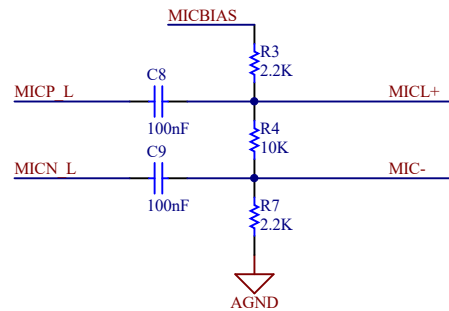 MICBIAS
R3
2.2K
C8
MICP_L
MICL+
100nF
R4
10K
C9
MICN_L
MIC-
100nF
R7
2.2K
AGND